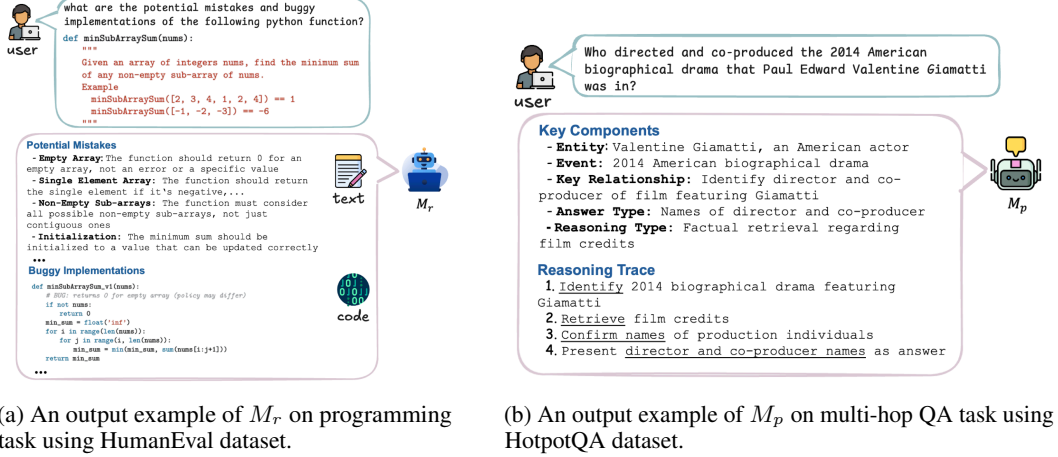 what are the potential mistakes and buggy
implementations of the following python function?
def minSubArraySum(nums):
"""
Given an array of integers nums, find the minimum sum
of any non-empty sub-array of nums.
Example
minSubArraySum([2, 3, 4, 1, 2, 4]) == 1
minSubArraySum([-1, -2, -3]) == -6
"""
user
Potential Mistakes
- Empty Array: The function should return 0 for an
empty array, not an error or a specific value
- Single Element Array: The function should return
the single element if it's negative,...
- Non-Empty Sub-arrays: The function must consider
all possible non-empty sub-arrays, not just
contiguous ones
- Initialization: The minimum sum should be
initialized to a value that can be updated correctly
...
text
M_r
Buggy Implementations
def minSubArraySum_v1(nums):
# BUG: returns 0 for empty array (policy may differ)
if not nums:
return 0
min_sum = float('inf')
for i in range(len(nums)):
for j in range(i, len(nums)):
min_sum = min(min_sum, sum(nums[i:j+1]))
return min_sum
...
code
(a) An output example of M_r on programming
task using HumanEval dataset.
Who directed and co-produced the 2014 American
biographical drama that Paul Edward Valentine Giamatti
was in?
user
Key Components
- Entity: Valentine Giamatti, an American actor
- Event: 2014 American biographical drama
- Key Relationship: Identify director and co-
producer of film featuring Giamatti
- Answer Type: Names of director and co-producer
- Reasoning Type: Factual retrieval regarding
film credits
M_p
Reasoning Trace
1. Identify 2014 biographical drama featuring
Giamatti
2. Retrieve film credits
3. Confirm names of production individuals
4. Present director and co-producer names as answer
(b) An output example of M_p on multi-hop QA task using
HotpotQA dataset.